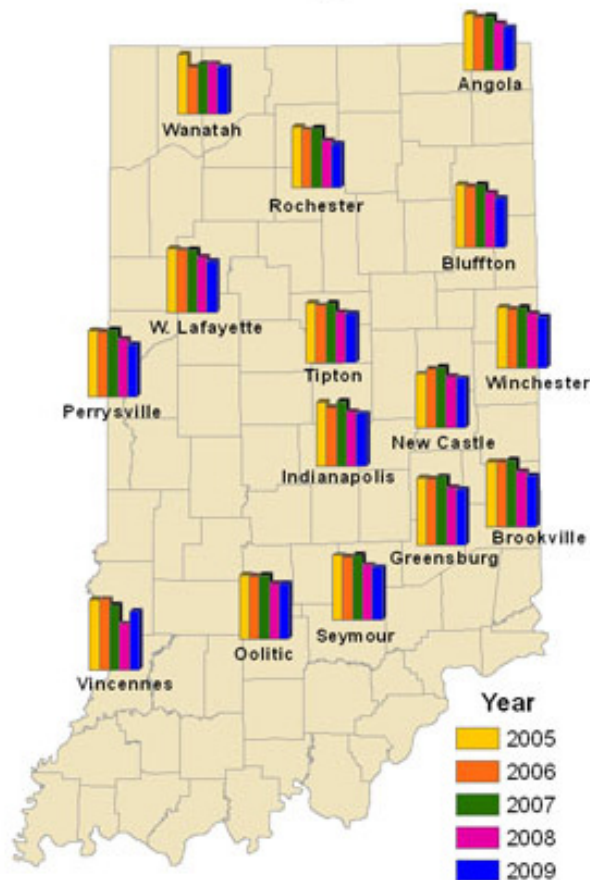 Angola
Wanatah
Rochester
Bluffton
W. Lafayette
Tipton
Winchester
Perrysville
New Castle
Indianapolis
Brookville
Greensburg
Seymour
Oolitic
Vincennes
Year
2005
2006
2007
2008
2009